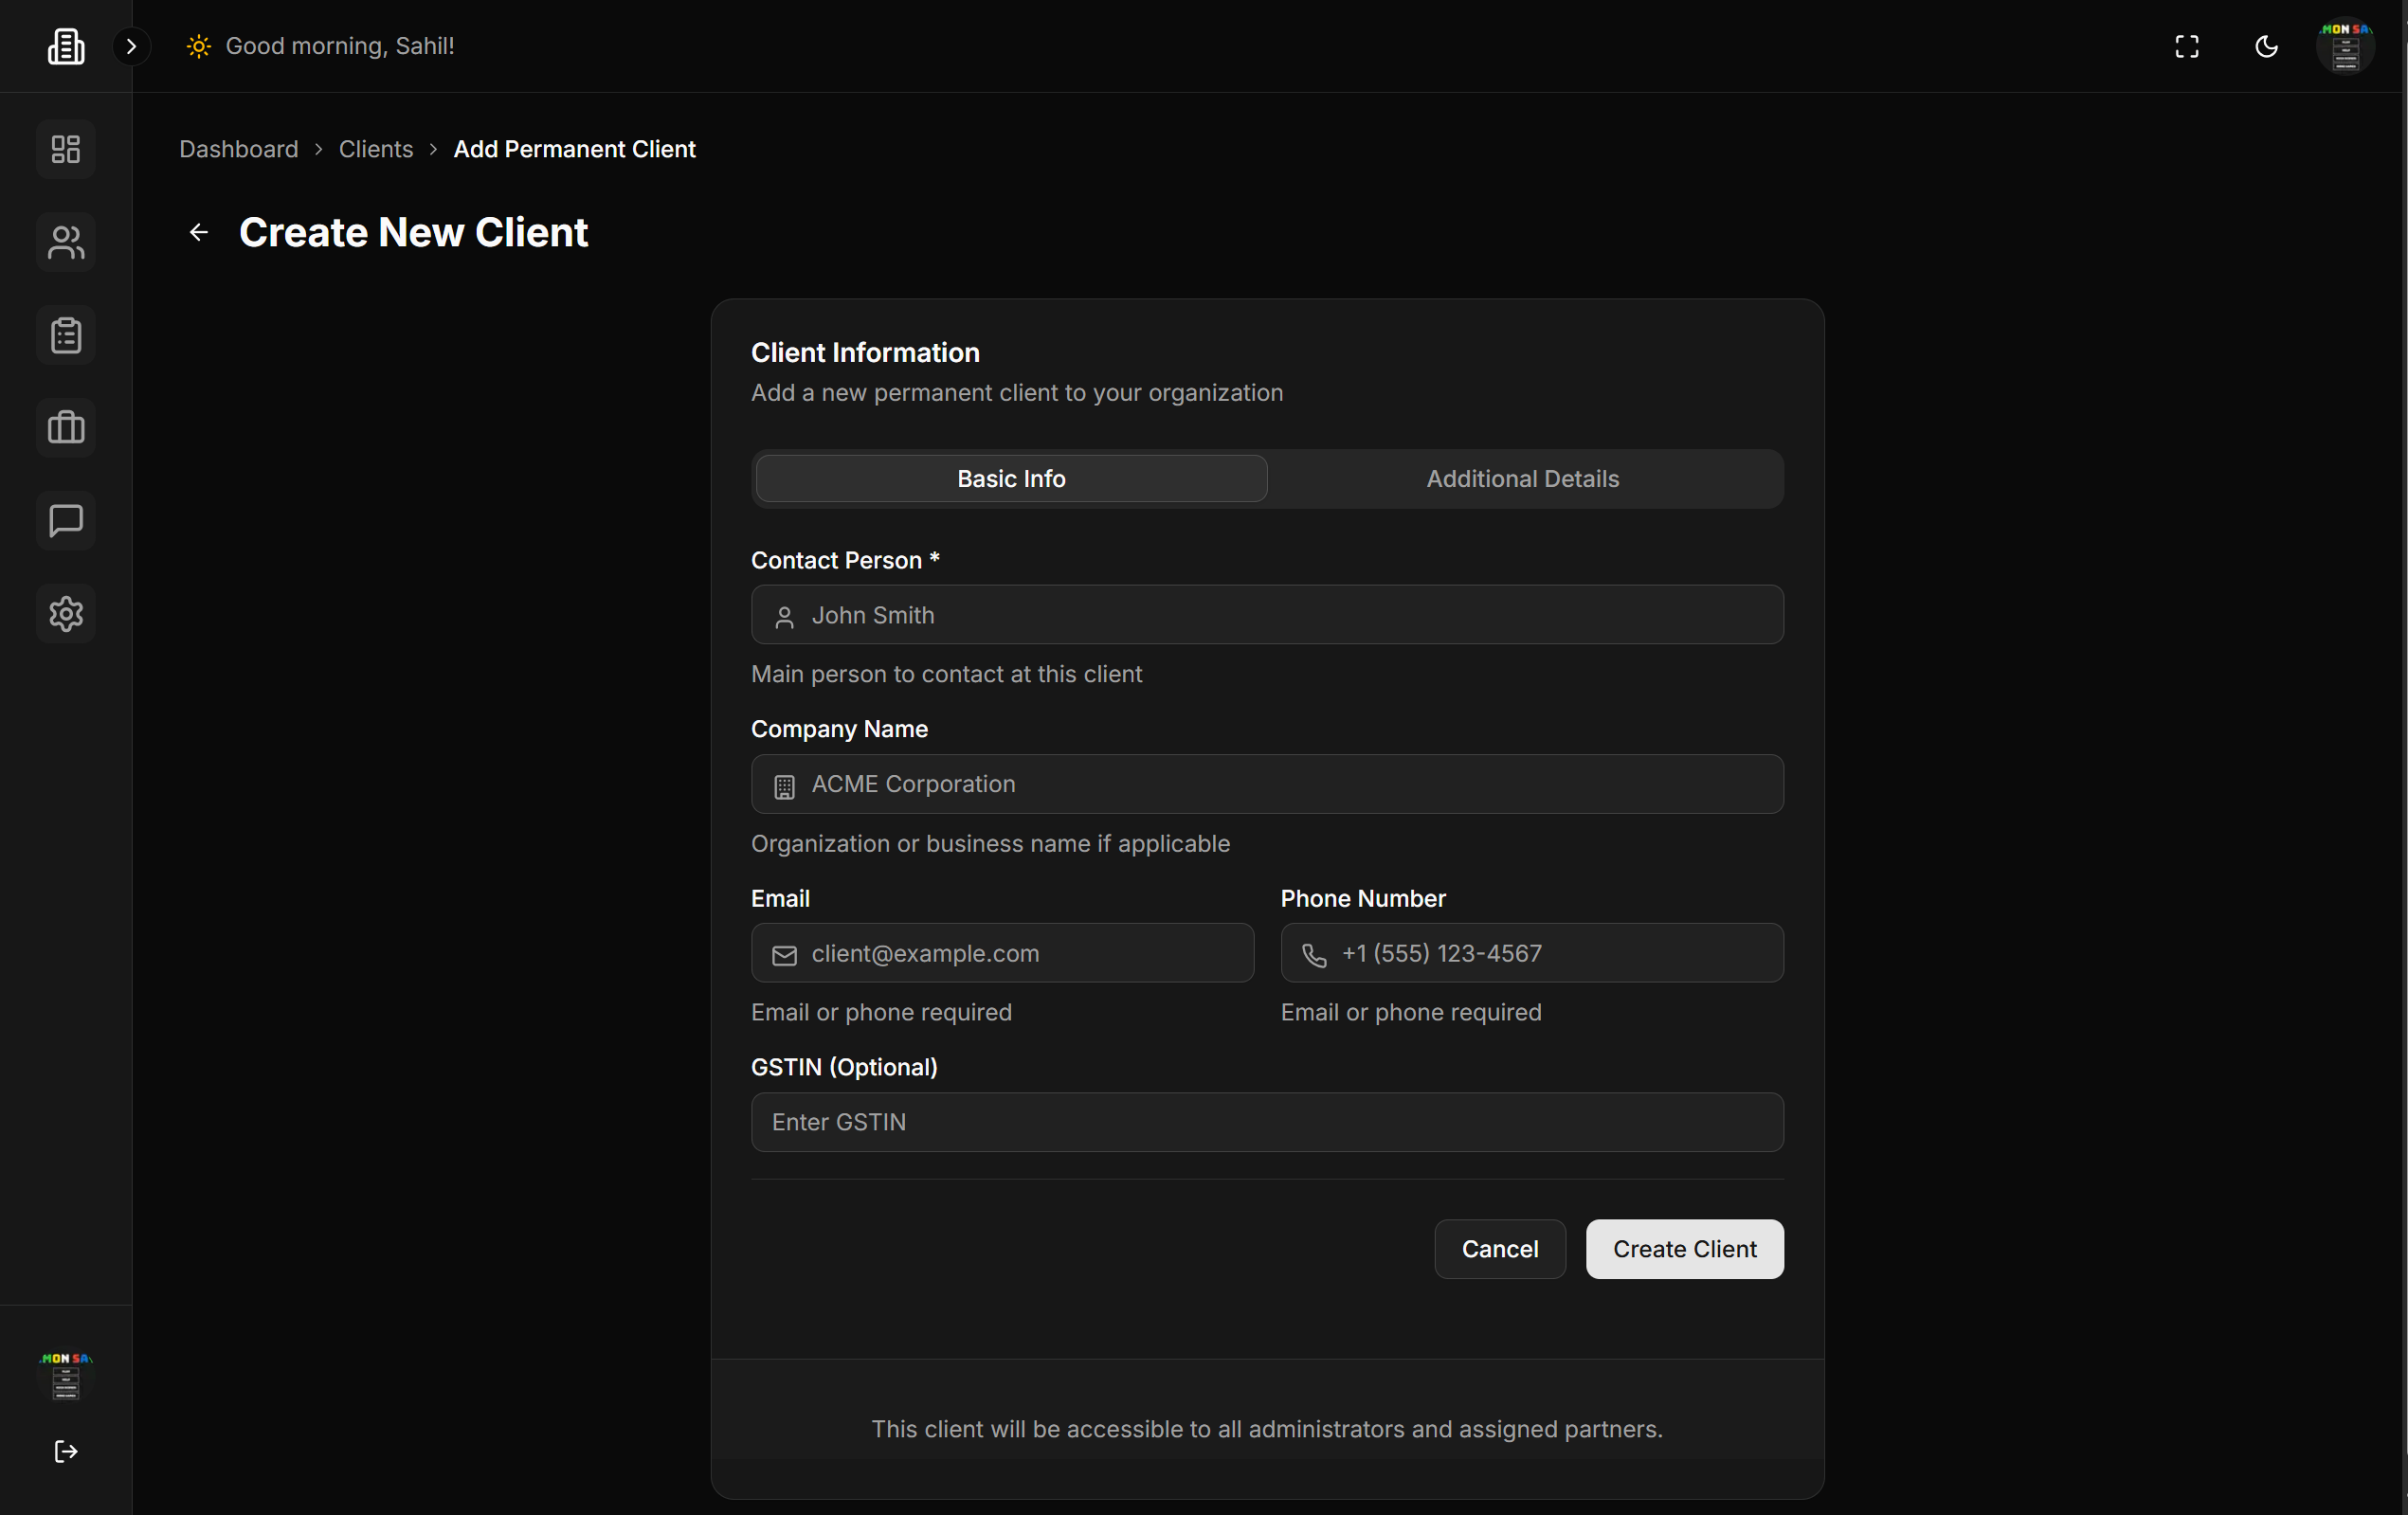 Good morning, Sahil!
MON SA
Dashboard > Clients > Add Permanent Client
Create New Client
Client Information
Add a new permanent client to your organization
Basic Info
Additional Details
Contact Person *
John Smith
Main person to contact at this client
Company Name
ACME Corporation
Organization or business name if applicable
Email
Phone Number
client@example.com
+1 (555) 123-4567
Email or phone required
Email or phone required
GSTIN (Optional)
Enter GSTIN
Cancel
Create Client
This client will be accessible to all administrators and assigned partners.
MON SA